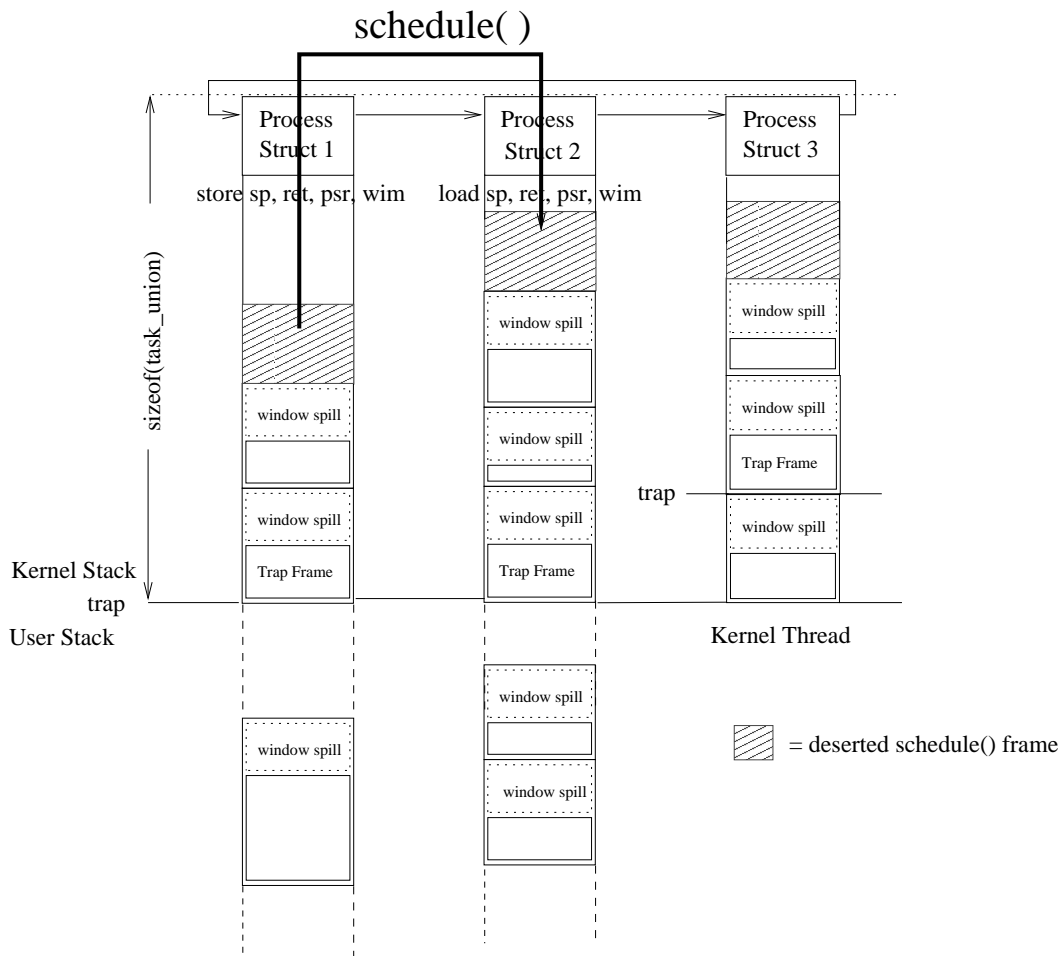 schedule( )
Process
Struct 1
Process
Struct 2
Process
Struct 3
store sp, ret, psr, wim
load sp, ret, psr, wim
sizeof(task_union)
window spill
window spill
Trap Frame
window spill
window spill
window spill
Trap Frame
window spill
window spill
Trap Frame
trap
window spill
Kernel Stack
trap
User Stack
Kernel Thread
window spill
window spill
window spill
= deserted schedule() frame